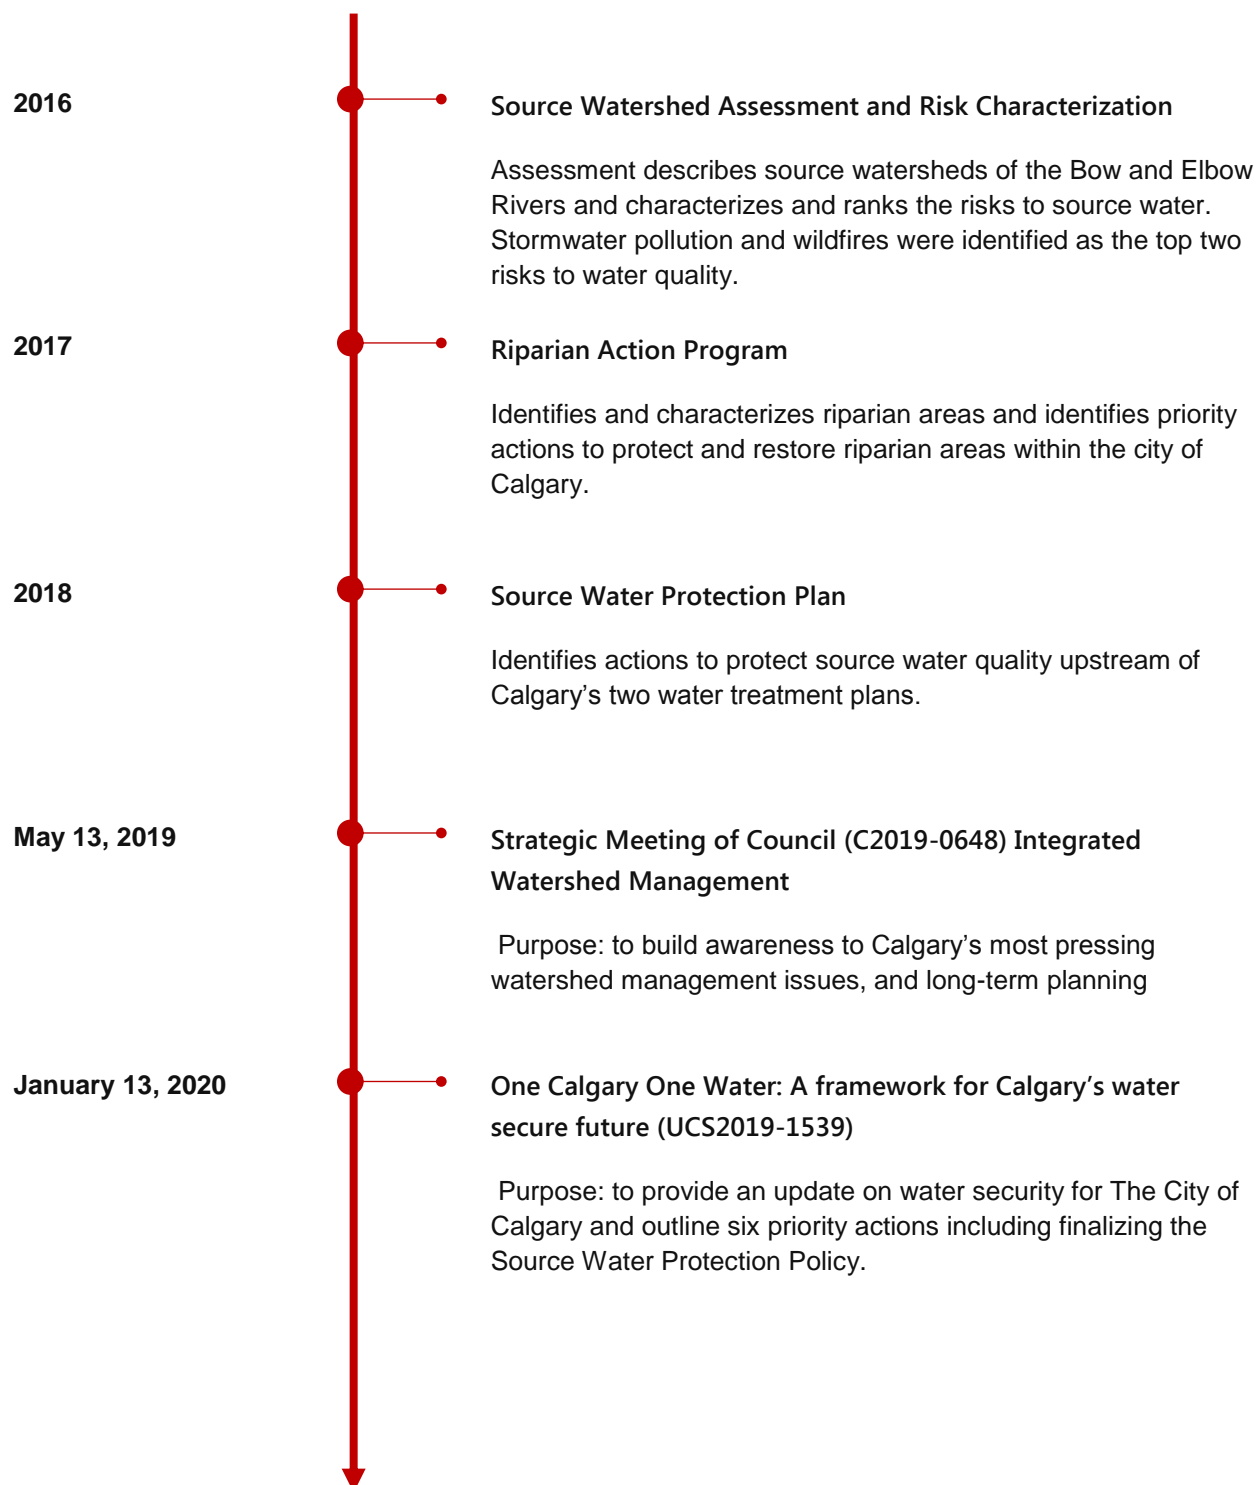 2016
Source Watershed Assessment and Risk Characterization
Assessment describes source watersheds of the Bow and Elbow
Rivers and characterizes and ranks the risks to source water.
Stormwater pollution and wildfires were identified as the top two
risks to water quality.
2017
Riparian Action Program
Identifies and characterizes riparian areas and identifies priority
actions to protect and restore riparian areas within the city of
Calgary.
2018
Source Water Protection Plan
Identifies actions to protect source water quality upstream of
Calgary’s two water treatment plans.
May 13, 2019
Strategic Meeting of Council (C2019-0648) Integrated
Watershed Management
Purpose: to build awareness to Calgary’s most pressing
watershed management issues, and long-term planning
January 13, 2020
One Calgary One Water: A framework for Calgary’s water
secure future (UCS2019-1539)
Purpose: to provide an update on water security for The City of
Calgary and outline six priority actions including finalizing the
Source Water Protection Policy.